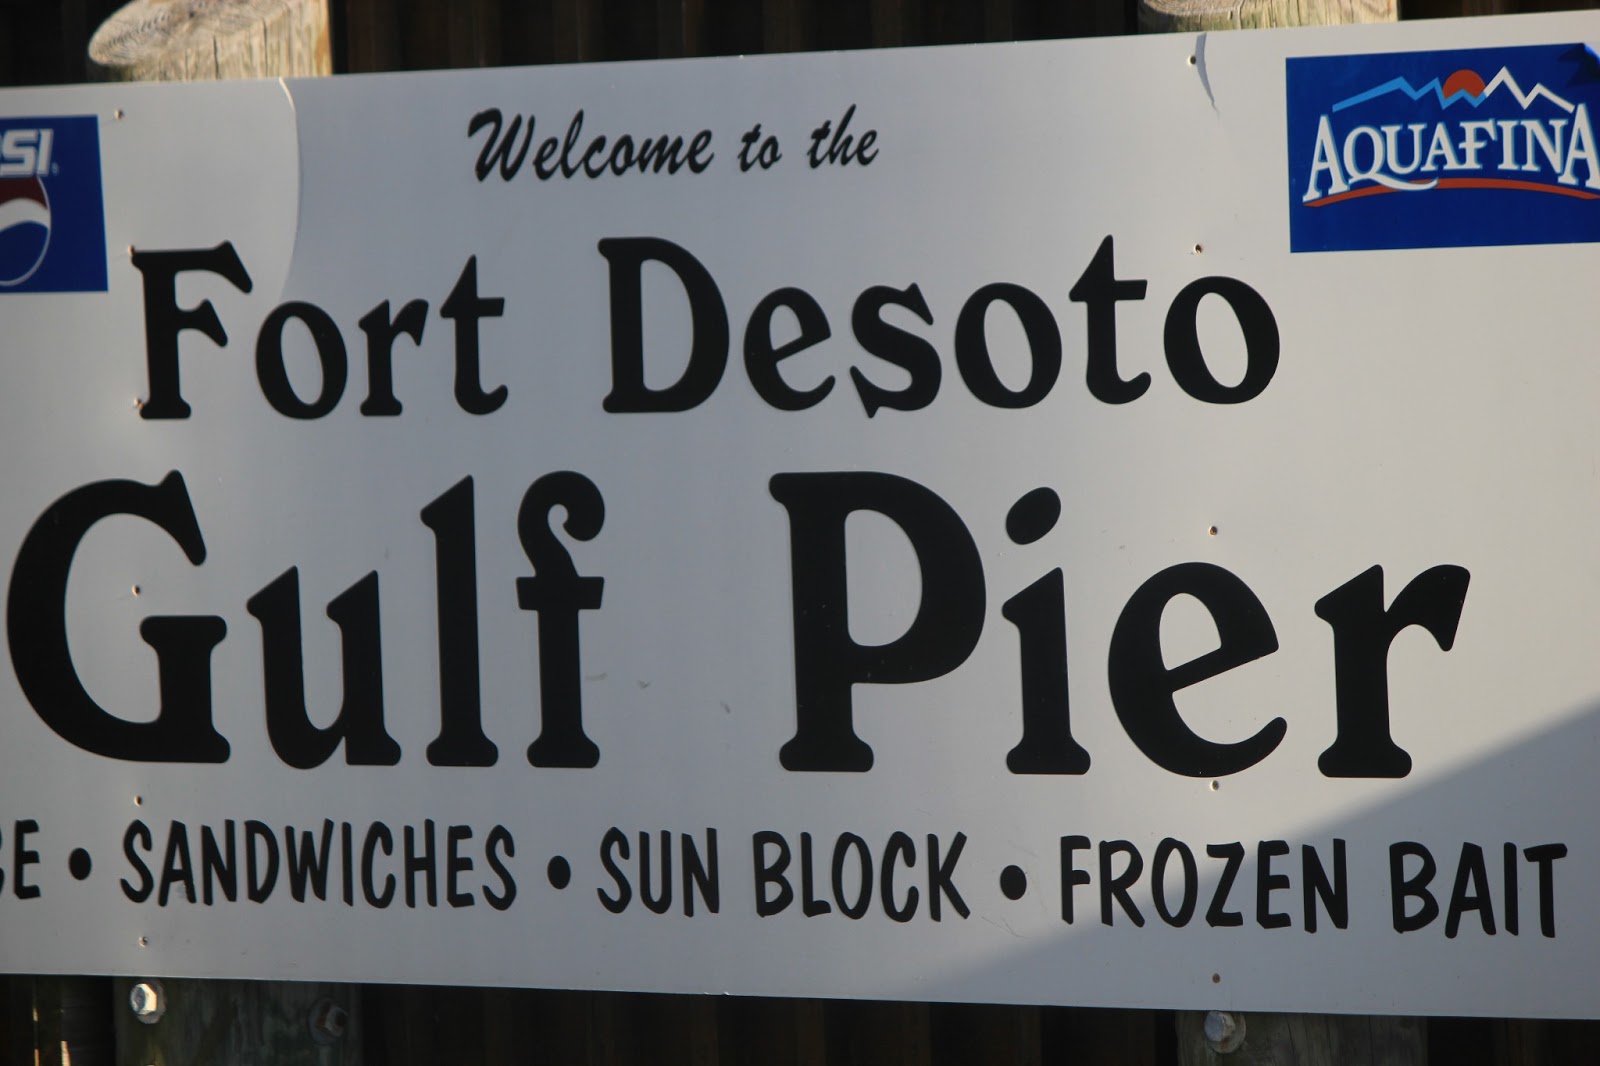 Welcome to the
AQUAFINA
Fort Desoto
Gulf Pier
• SANDWICHES • SUN BLOCK • FROZEN BAIT